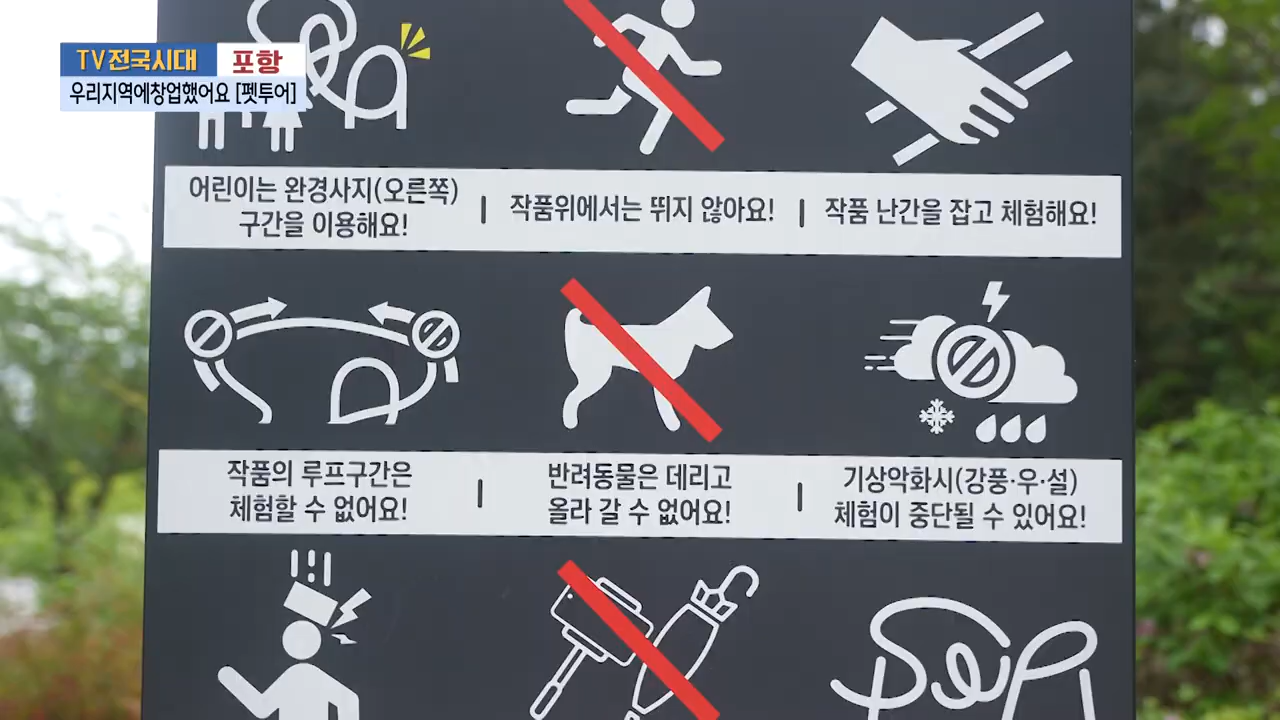 TV전국시대 포항
우리지역에창업했어요 [펫투어]
어린이는 완경사지(오른쪽)
구간을 이용해요!
작품위에서는 뛰지 않아요!
작품 난간을 잡고 체험해요!
작품의 루프구간은
체험할 수 없어요!
반려동물은 데리고
올라 갈 수 없어요!
기상악화시(강풍·우·설)
체험이 중단될 수 있어요!